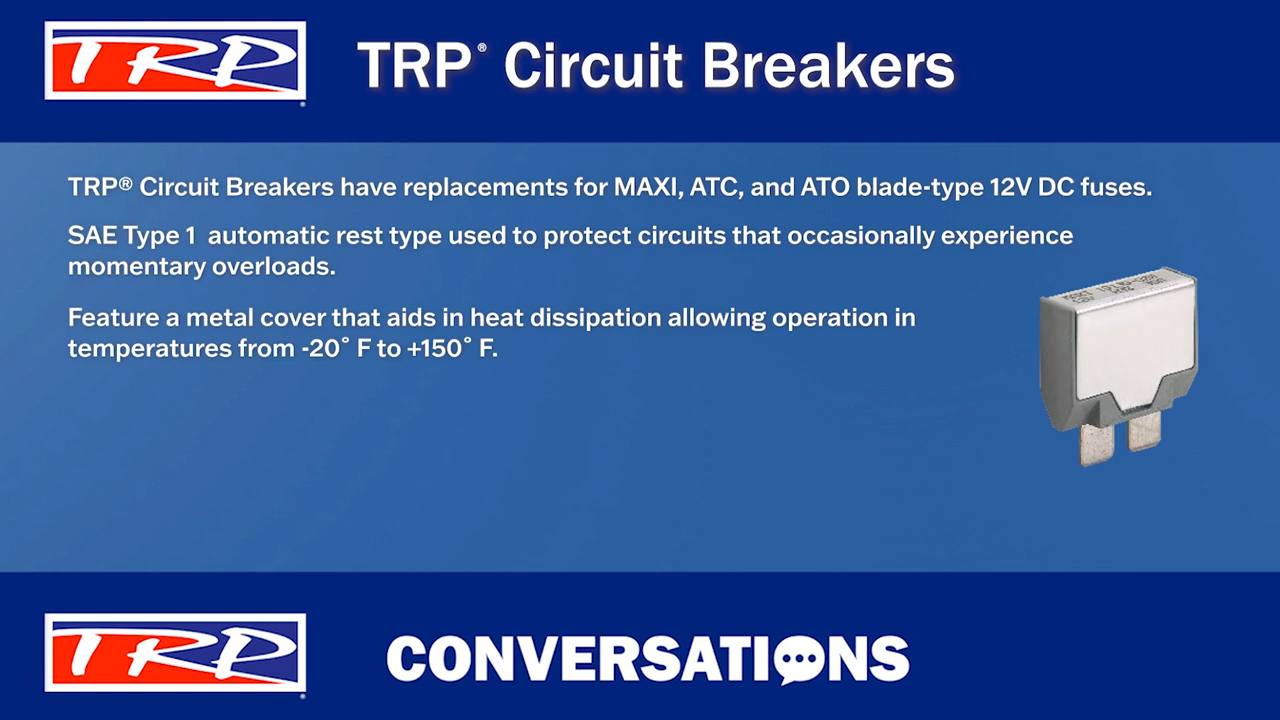 TRP
TRP® Circuit Breakers
TRP® Circuit Breakers have replacements for MAXI, ATC, and ATO blade-type 12V DC fuses.
SAE Type 1 automatic rest type used to protect circuits that occasionally experience
momentary overloads.
Feature a metal cover that aids in heat dissipation allowing operation in
temperatures from -20° F to +150° F.
TRP
CONVERSATIONS